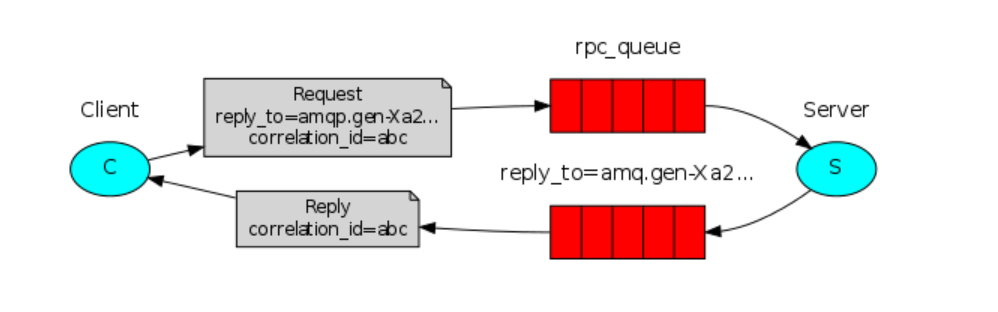 rpc_queue
Client
Request
reply_to=amqp.gen-Xa2...
correlation_id=abc
Server
C
S
reply_to=amq.gen-Xa2...
Reply
correlation_id=abc